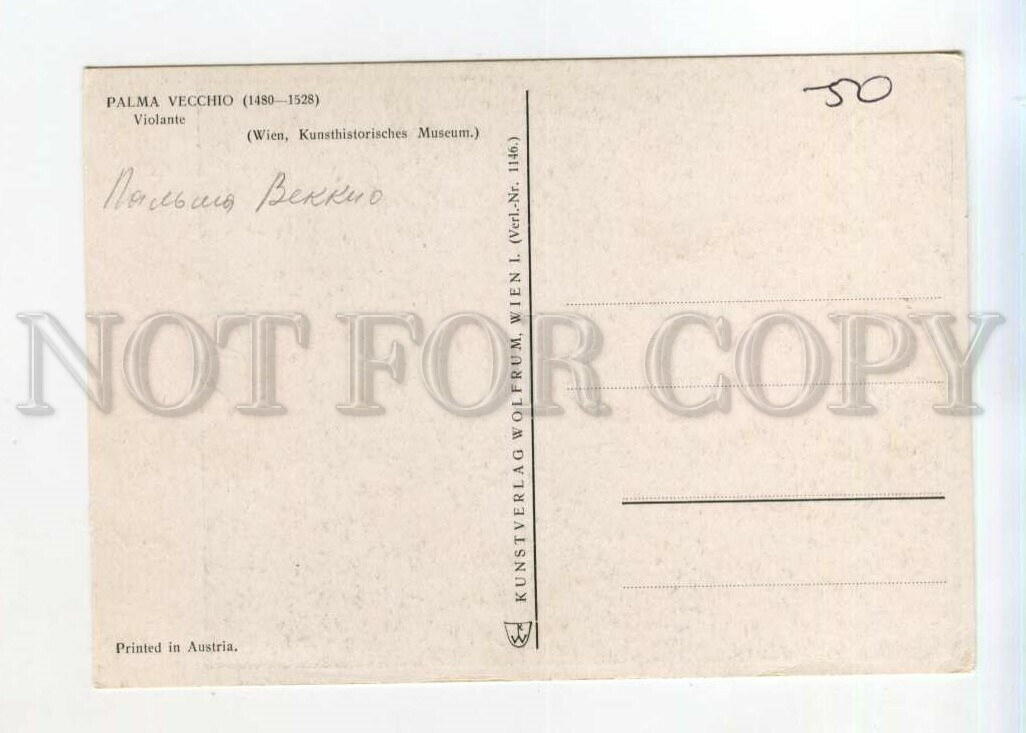 PALMA VECCHIO (1480—1528)
Violante
(Wien, Kunsthistorisches Museum.)
50
Пальма Веккио
KUNSTVERLAG WOLFRUM, WIEN I. (Verl.-Nr. 1146.)
NOT FOR COPY
Printed in Austria.
KW